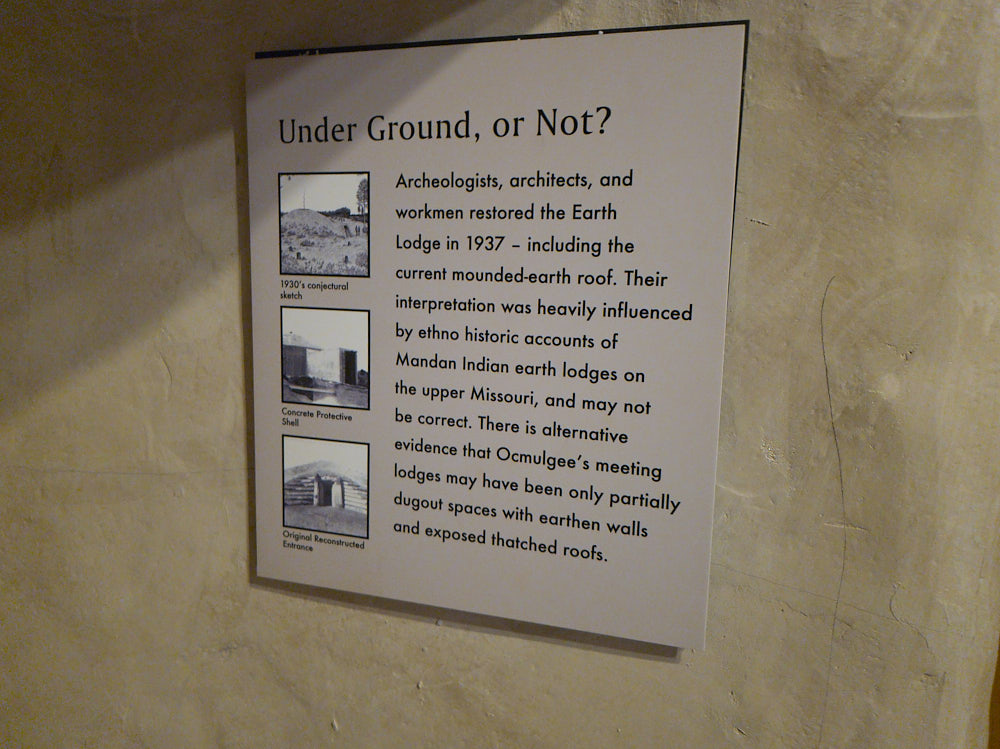 Under Ground, or Not?
1930's conjectural
sketch
Concrete Protective
Shell
Original Reconstructed
Entrance
Archeologists, architects, and
workmen restored the Earth
Lodge in 1937 – including the
current mounded-earth roof. Their
interpretation was heavily influenced
by ethno historic accounts of
Mandan Indian earth lodges on
the upper Missouri, and may not
be correct. There is alternative
evidence that Ocmulgee's meeting
lodges may have been only partially
dugout spaces with earthen walls
and exposed thatched roofs.